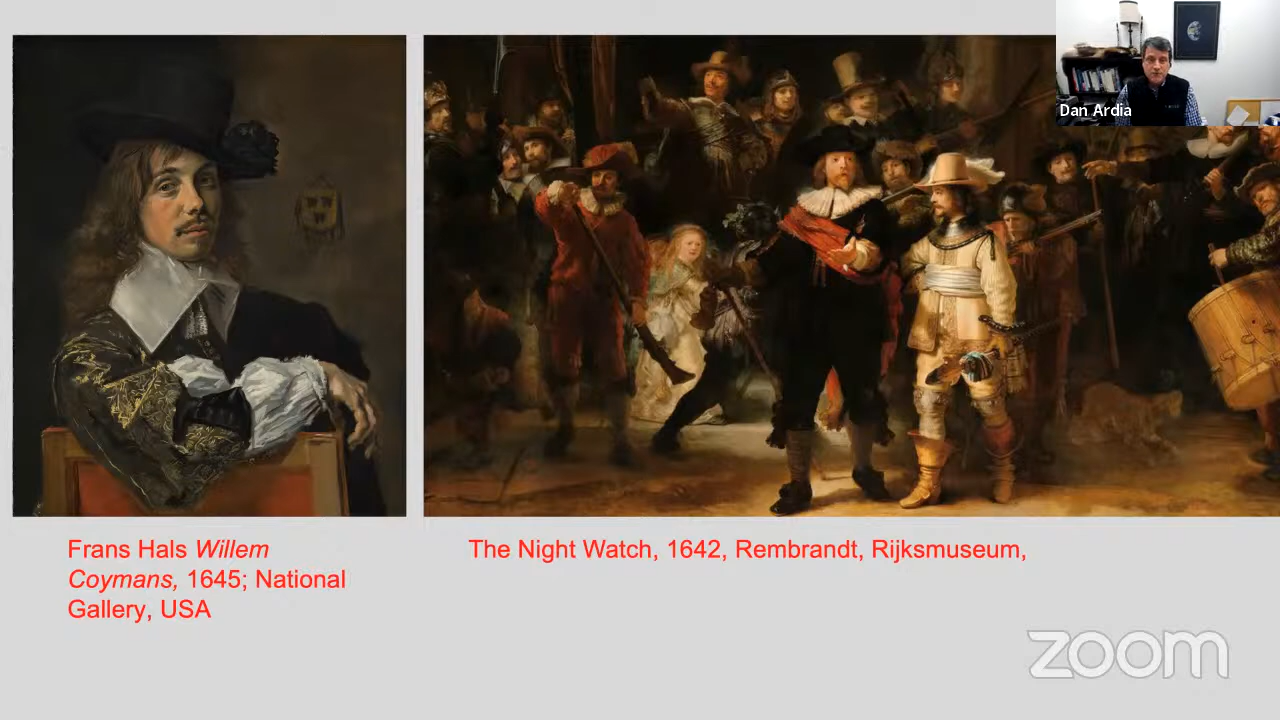 Dan Ardia
Frans Hals Willem
Coymans, 1645; National
Gallery, USA
The Night Watch, 1642, Rembrandt, Rijksmuseum,
zoom